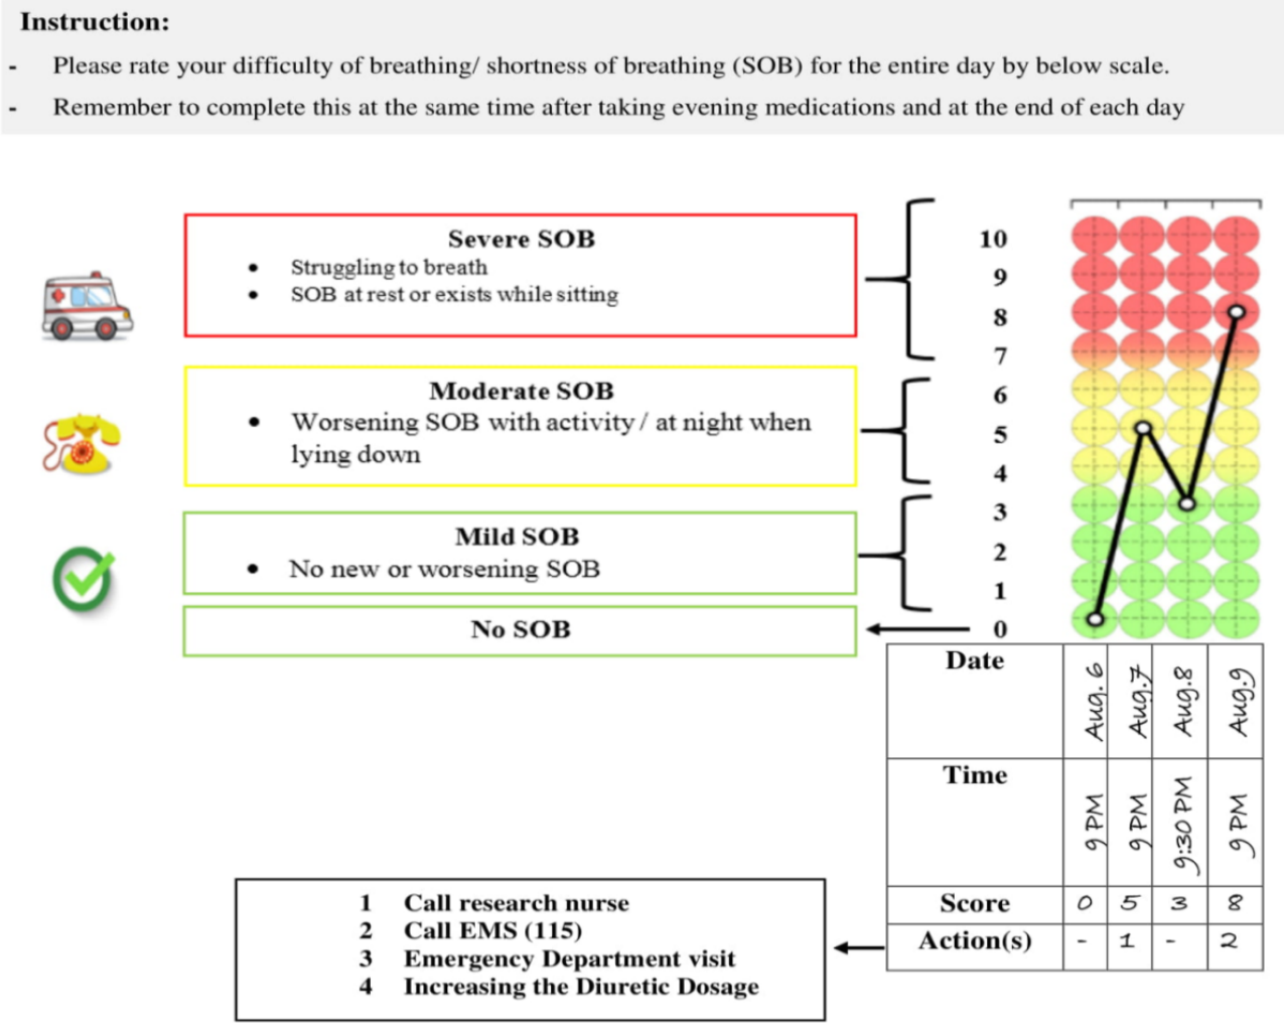 Instruction:
- Please rate your difficulty of breathing/ shortness of breathing (SOB) for the entire day by below scale.
- Remember to complete this at the same time after taking evening medications and at the end of each day
Severe SOB
• Struggling to breath
• SOB at rest or exists while sitting
Moderate SOB
• Worsening SOB with activity / at night when
lying down
Mild SOB
• No new or worsening SOB
No SOB
10
9
8
7
6
5
4
3
2
1
0
Date Aug. 6 Aug.7 Aug.8 Aug.9
Time 9 PM 9 PM 9:30 PM 9 PM
Score 0 5 3 8
Action(s) - 1 - 2
1 Call research nurse
2 Call EMS (115)
3 Emergency Department visit
4 Increasing the Diuretic Dosage